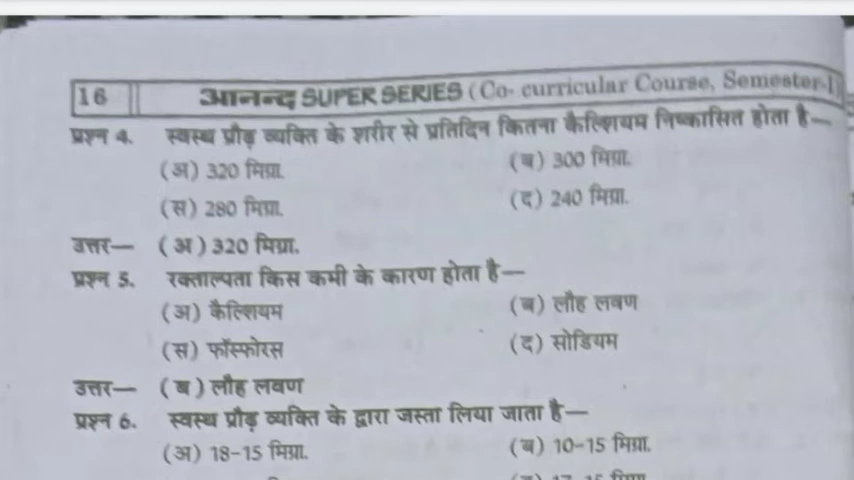 16 आनन्द SUPER SERIES (Co- curricular Course, Semester-I)
प्रश्न 4. स्वस्थ प्रौढ़ व्यक्ति के शरीर से प्रतिदिन कितना कैल्शियम निष्कासित होता है—
(अ) 320 मिग्रा. (ब) 300 मिग्रा.
(स) 280 मिग्रा. (द) 240 मिग्रा.
उत्तर— (अ) 320 मिग्रा.
प्रश्न 5. रक्ताल्पता किस कमी के कारण होता है—
(अ) कैल्शियम (ब) लौह लवण
(स) फॉस्फोरस (द) सोडियम
उत्तर— (ब) लौह लवण
प्रश्न 6. स्वस्थ प्रौढ़ व्यक्ति के द्वारा जस्ता लिया जाता है—
(अ) 18-15 मिग्रा. (ब) 10-15 मिग्रा.